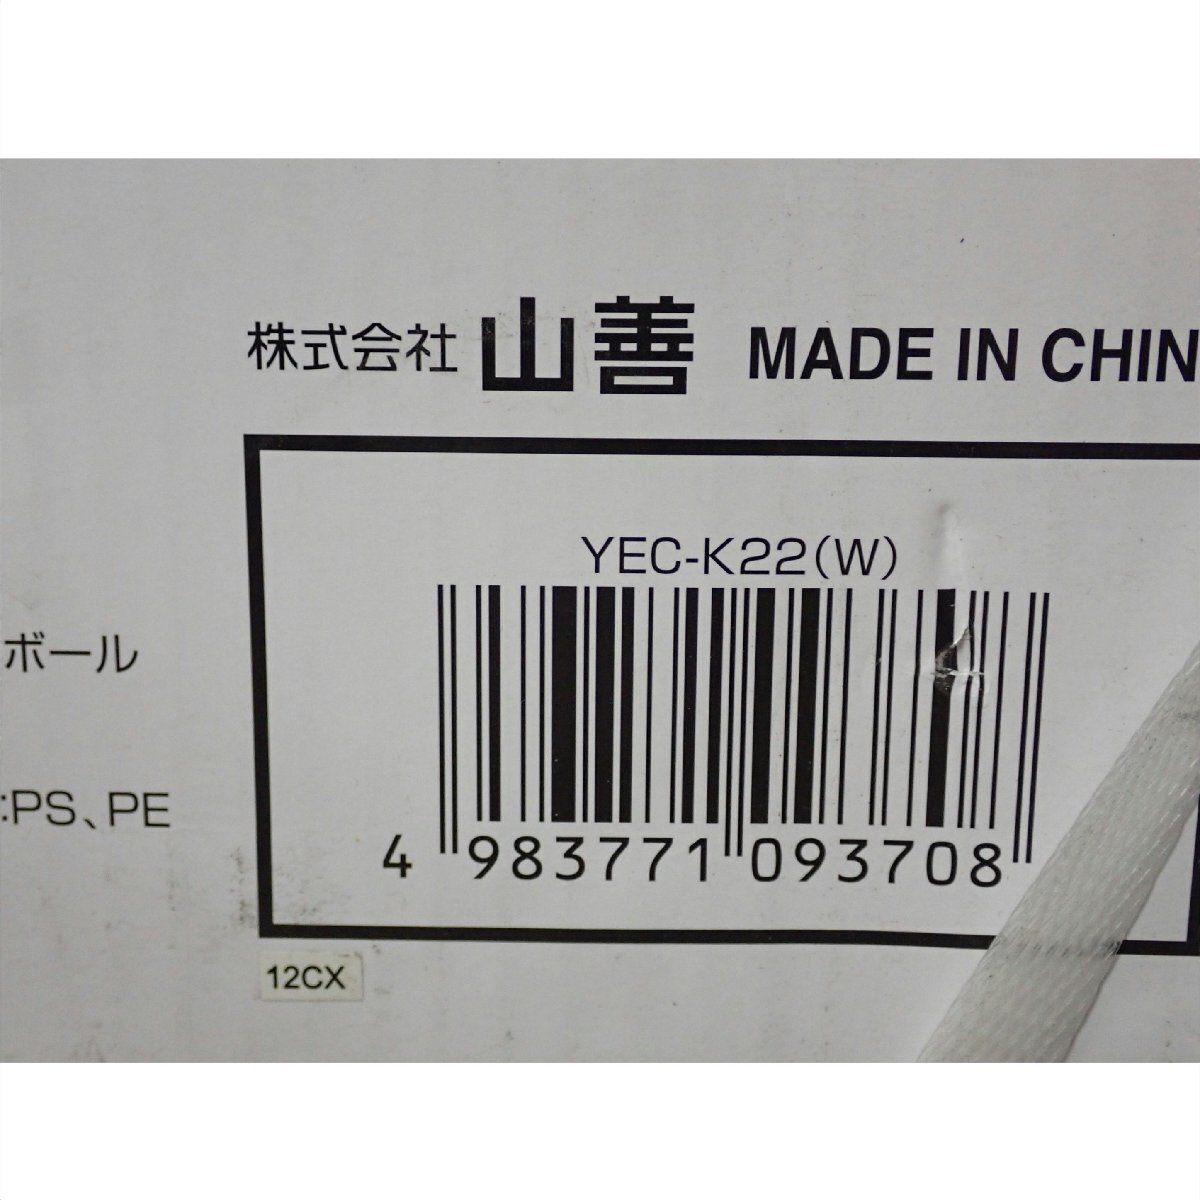 株式会社 山善 MADE IN CHIN
YEC-K22(W)
ボール
:PS、PE
4 983771 093708
12CX